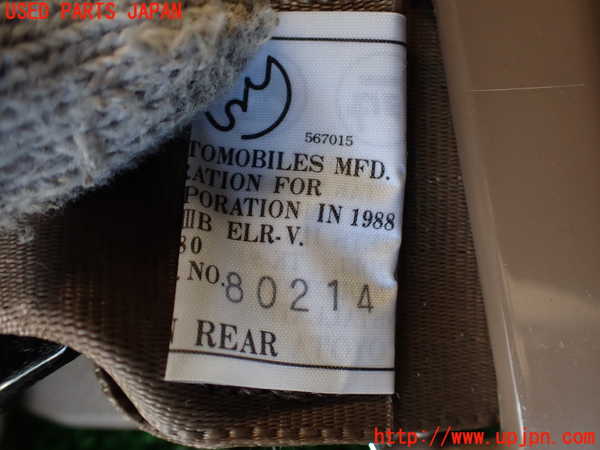 USED PARTS JAPAN
567015
TOMOBILES MFD.
RATION FOR
PORATION IN 1988
IIIB ELR-V.
80
NO. 80214
REAR
http://www.upjpn.com/